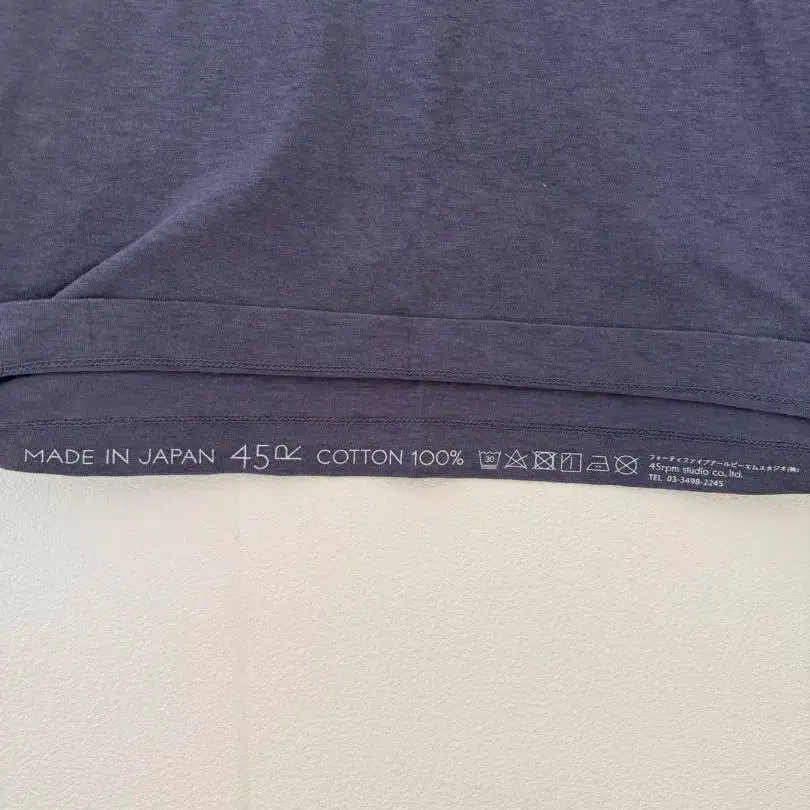 MADE IN JAPAN 45R COTTON 100% 30
フォーティファイブアールピーエムスタジオ(株)
45rpm studio co., ltd.
TEL 03-3498-2245